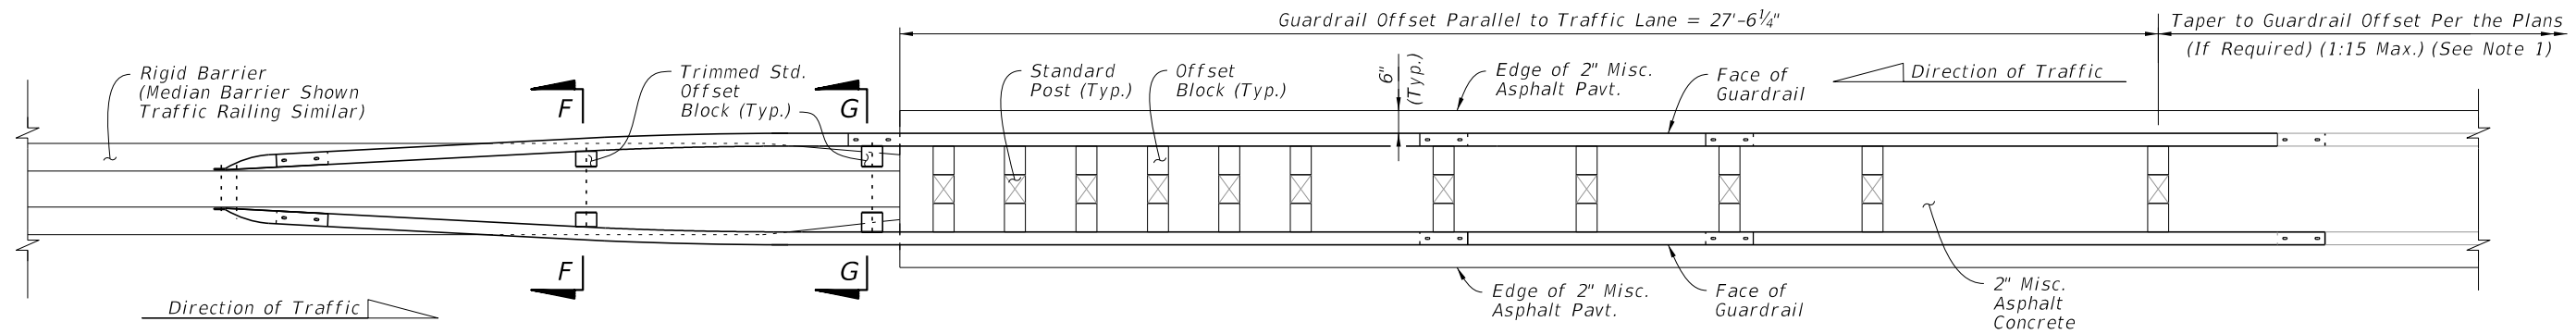 Guardrail Offset Parallel to Traffic Lane = 27'-6¼"
Taper to Guardrail Offset Per the Plans
(If Required) (1:15 Max.) (See Note 1)
Rigid Barrier
(Median Barrier Shown
Traffic Railing Similar)
F
Trimmed Std.
Offset
Block (Typ.)
G
Standard
Post (Typ.)
Offset
Block (Typ.)
6"
(Typ.)
Edge of 2" Misc.
Asphalt Pavt.
Face of
Guardrail
Direction of Traffic
F
G
Direction of Traffic
Edge of 2" Misc.
Asphalt Pavt.
Face of
Guardrail
2" Misc.
Asphalt
Concrete